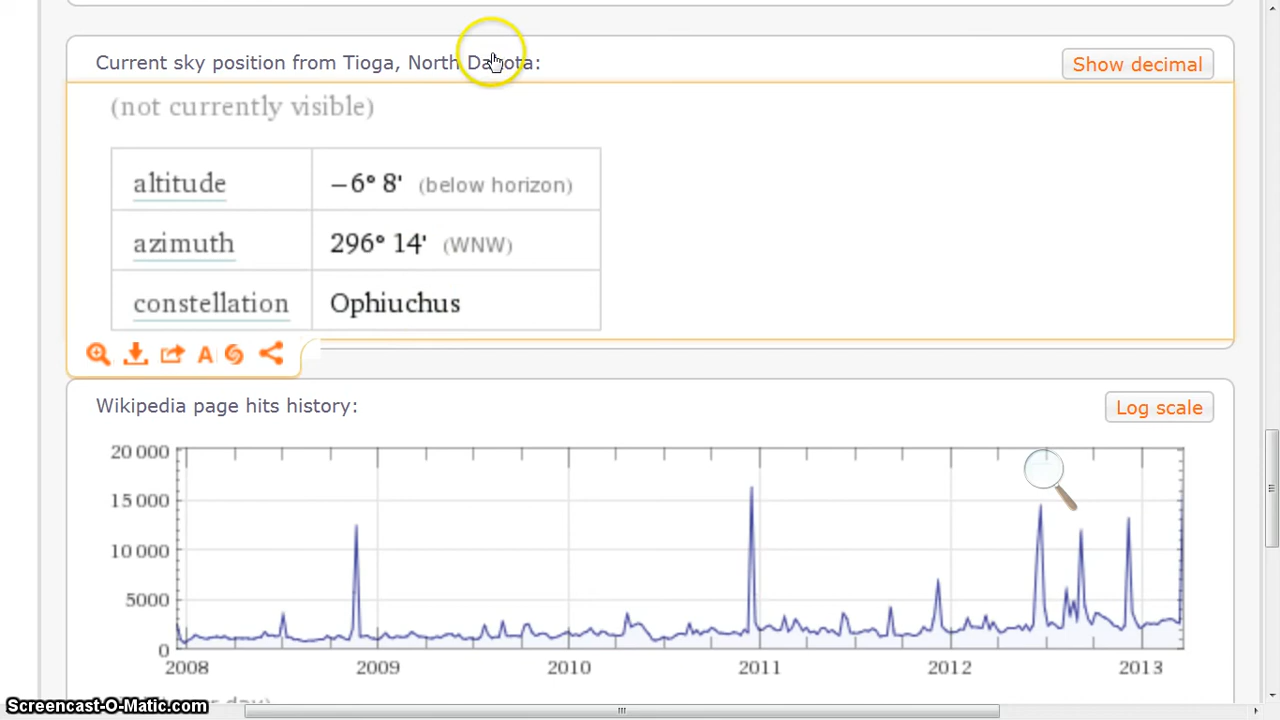 Current sky position from Tioga, North Dakota:
Show decimal
(not currently visible)
altitude −6° 8' (below horizon)
azimuth 296° 14' (WNW)
constellation Ophiuchus
A
Wikipedia page hits history:
Log scale
20 000
15 000
10 000
5000
0
2008 2009 2010 2011 2012 2013
Screencast-O-Matic.com